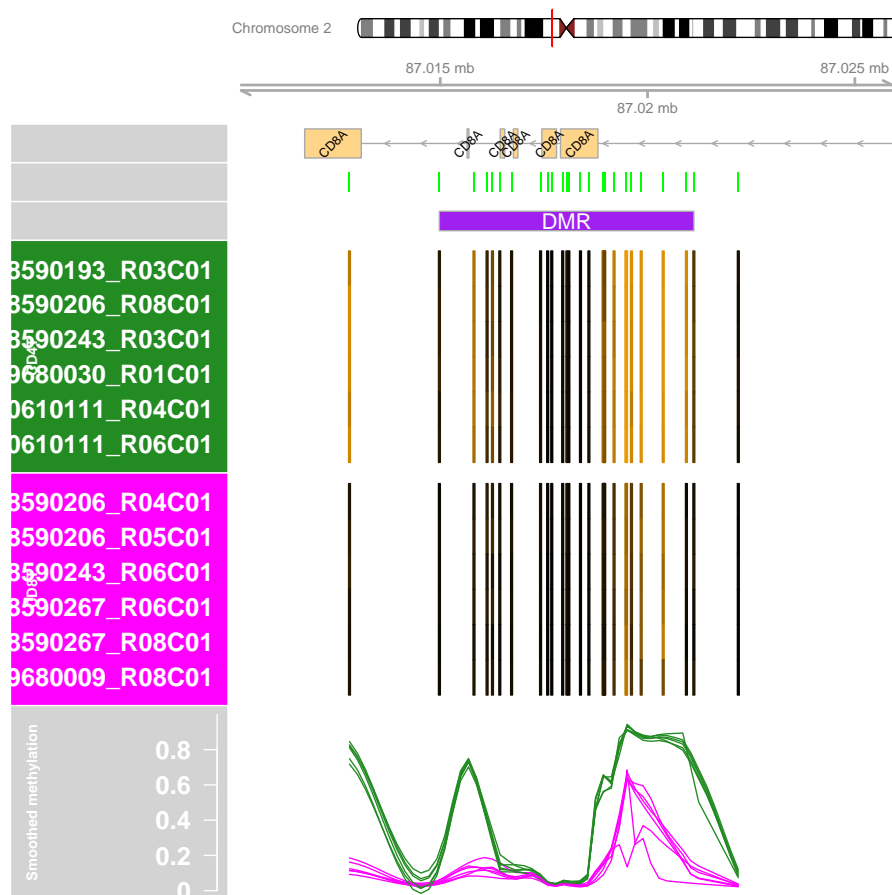 Chromosome 2
87.015 mb
87.025 mb
87.02 mb
CD8A
CD8A
CD8A
CD8A
CD8A
CD8A
DMR
8590193_R03C01
8590206_R08C01
8590243_R03C01
9680030_R01C01
0610111_R04C01
0610111_R06C01
8590206_R04C01
8590206_R05C01
8590243_R06C01
8590267_R06C01
8590267_R08C01
9680009_R08C01
Smoothed methylation
0.8
0.6
0.4
0.2
0